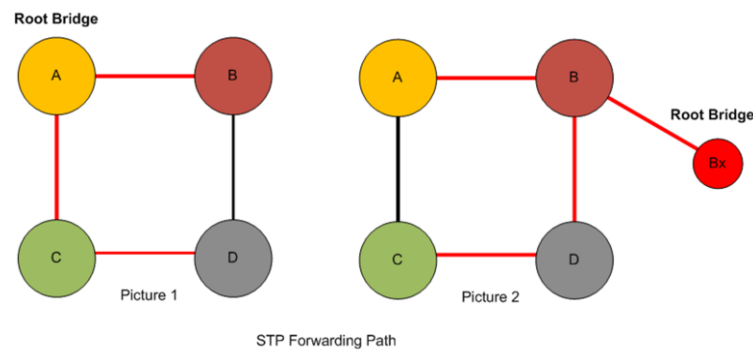 Root Bridge
A
B
C
D
Picture 1
A
B
Root Bridge
Bx
C
D
Picture 2
STP Forwarding Path